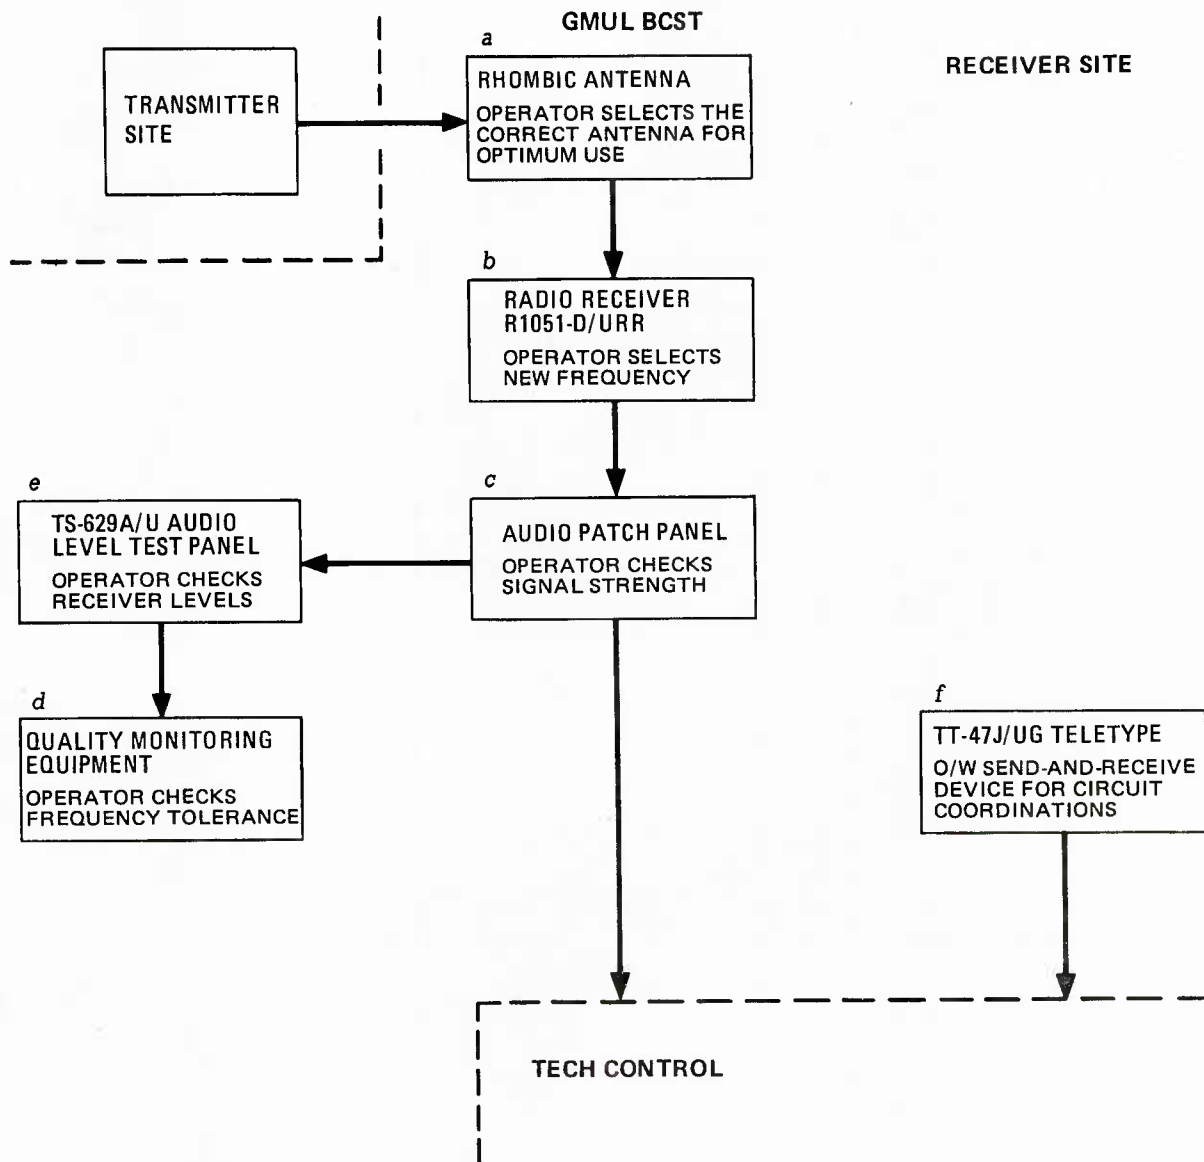 GMUL BCST
RECEIVER SITE
TRANSMITTER
SITE
a
RHOMBIC ANTENNA
OPERATOR SELECTS THE
CORRECT ANTENNA FOR
OPTIMUM USE
b
RADIO RECEIVER
R1051-D/URR
OPERATOR SELECTS
NEW FREQUENCY
c
AUDIO PATCH PANEL
OPERATOR CHECKS
SIGNAL STRENGTH
e
TS-629A/U AUDIO
LEVEL TEST PANEL
OPERATOR CHECKS
RECEIVER LEVELS
d
QUALITY MONITORING
EQUIPMENT
OPERATOR CHECKS
FREQUENCY TOLERANCE
f
TT-47J/UG TELETYPE
O/W SEND-AND-RECEIVE
DEVICE FOR CIRCUIT
COORDINATIONS
TECH CONTROL